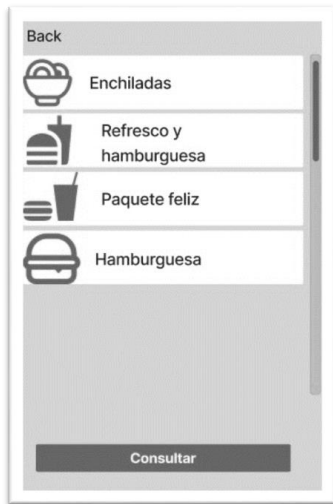 Back
Enchiladas
Refresco y
hamburguesa
Paquete feliz
Hamburguesa
Consultar